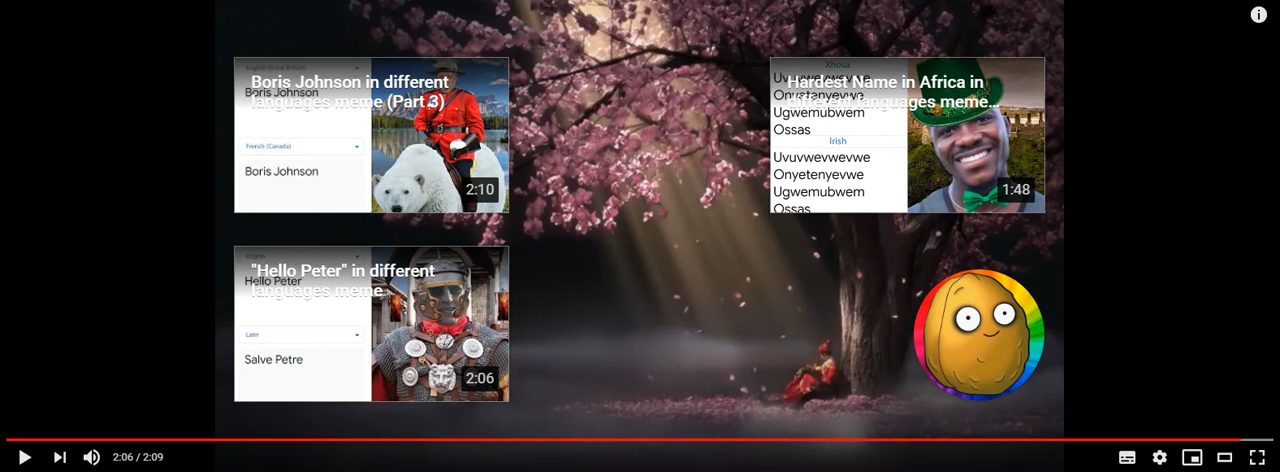 English (Great Britain)
Boris Johnson in different
languages meme (Part 3)
Boris Johnson
French (Canada)
Boris Johnson
2:10
Xhosa
Hardest Name in Africa in
different languages meme...
Uvuvwevwevwe
Onyetenyevwe
Ugwemubwem
Ossas
Irish
Uvuvwevwevwe
Onyetenyevwe
Ugwemubwem
Ossas
1:48
English
"Hello Peter" in different
languages meme
Hello Peter
Latin
Salve Petre
2:06
2:06 / 2:09